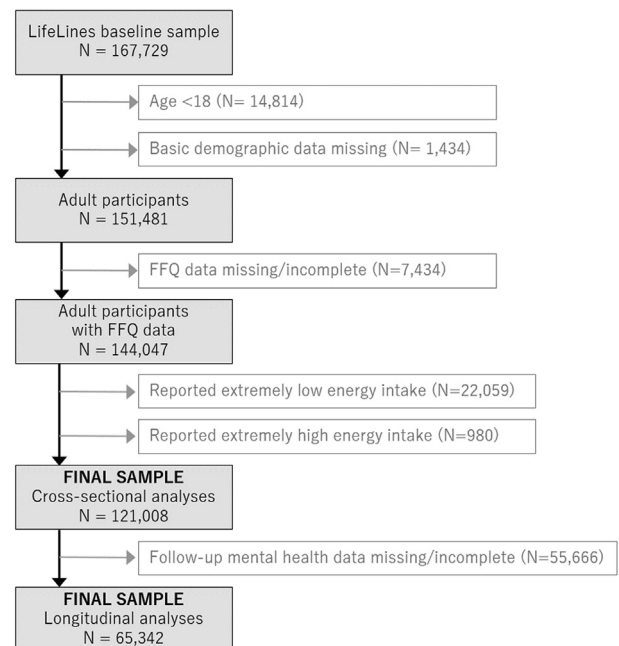 LifeLines baseline sample
N = 167,729
Age <18 (N= 14,814)
Basic demographic data missing (N= 1,434)
Adult participants
N = 151,481
FFQ data missing/incomplete (N=7,434)
Adult participants
with FFQ data
N = 144,047
Reported extremely low energy intake (N=22,059)
Reported extremely high energy intake (N=980)
FINAL SAMPLE
Cross-sectional analyses
N = 121,008
Follow-up mental health data missing/incomplete (N=55,666)
FINAL SAMPLE
Longitudinal analyses
N = 65,342